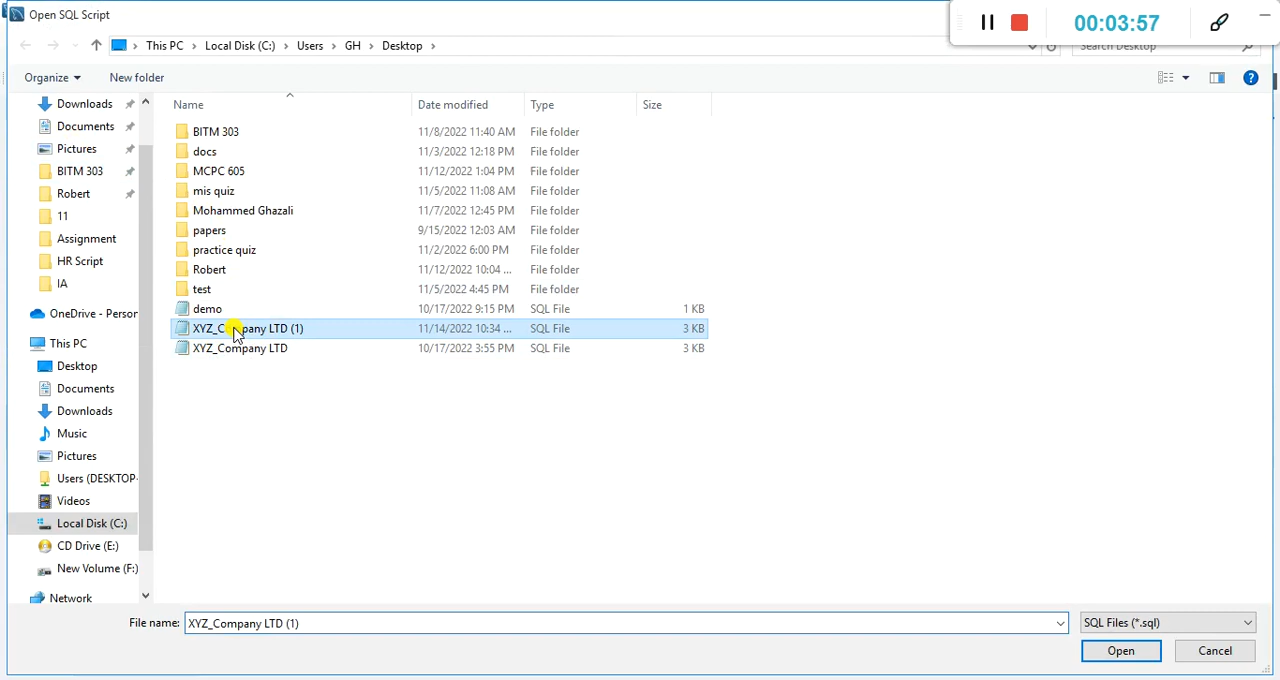 Open SQL Script
00:03:57
This PC › Local Disk (C:) › Users › GH › Desktop ›
Search Desktop
Organize
New folder
Name Date modified Type Size
Downloads
Documents
Pictures
BITM 303
Robert
11
Assignment
HR Script
IA
OneDrive - Person
This PC
Desktop
Documents
Downloads
Music
Pictures
Users (DESKTOP-
Videos
Local Disk (C:)
CD Drive (E:)
New Volume (F:)
Network
BITM 303 11/8/2022 11:40 AM File folder
docs 11/3/2022 12:18 PM File folder
MCPC 605 11/12/2022 1:04 PM File folder
mis quiz 11/5/2022 11:08 AM File folder
Mohammed Ghazali 11/7/2022 12:45 PM File folder
papers 9/15/2022 12:03 AM File folder
practice quiz 11/2/2022 6:00 PM File folder
Robert 11/12/2022 10:04 ... File folder
test 11/5/2022 4:45 PM File folder
demo 10/17/2022 9:15 PM SQL File 1 KB
XYZ_Company LTD (1) 11/14/2022 10:34 ... SQL File 3 KB
XYZ_Company LTD 10/17/2022 3:55 PM SQL File 3 KB
File name: XYZ_Company LTD (1) SQL Files (*.sql)
Open Cancel